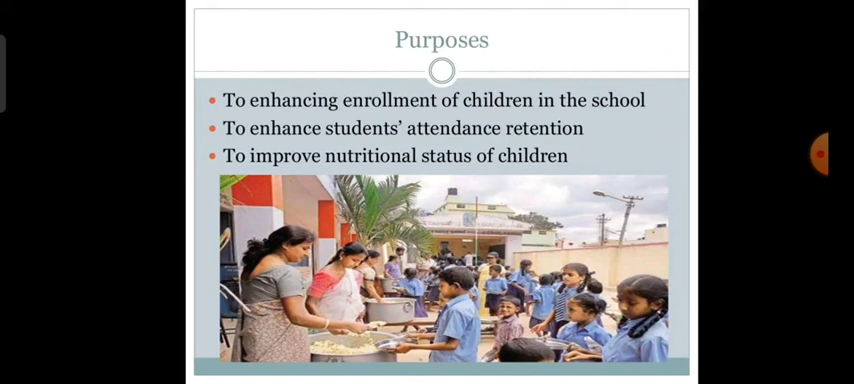 Purposes
To enhancing enrollment of children in the school
To enhance students’ attendance retention
To improve nutritional status of children